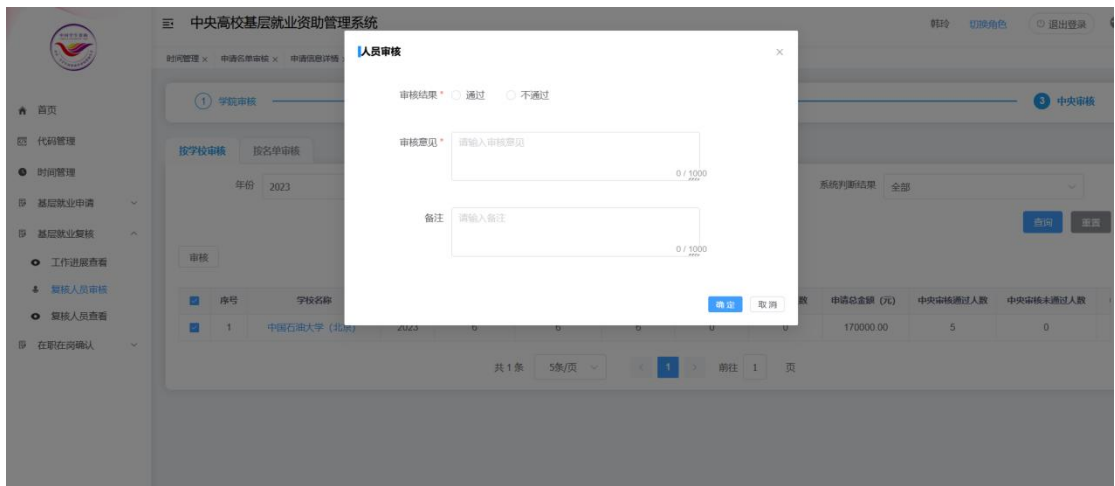 中央高校基层就业资助管理系统
韩玲 切换角色 退出登录
时间管理 × 申请名单审核 × 申请信息详情
人员审核 ×
首页
代码管理
时间管理
基层就业申请
基层就业复核
工作进展查看
复核人员审核
复核人员查看
在职在岗确认
1 学院审核
3 中央审核
按学校审核 按名单审核
年份 2023
系统判断结果 全部
查询 重置
审核
审核结果 * 通过 不通过
审核意见 * 请输入审核意见
0 / 1000
备注 请输入备注
0 / 1000
确定 取消
序号 学校名称 数 申请总金额（元） 中央审核通过人数 中央审核未通过人数
1 中国石油大学（北京） 2023 6 6 6 0 0 170000.00 5 0
共 1 条 5条/页 < 1 > 前往 1 页